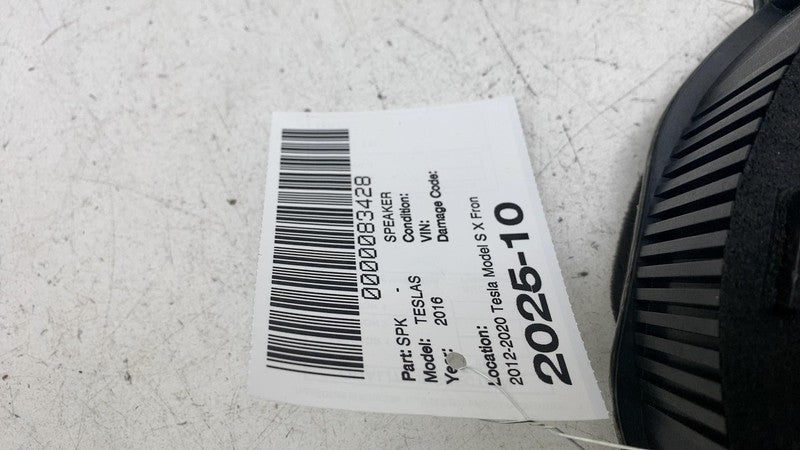 0000083428
Part: SPK - SPEAKER
Model: TESLAS Condition:
Year: 2016 VIN:
Damage Code:
Location:
2012-2020 Tesla Model S X Fron
2025-10